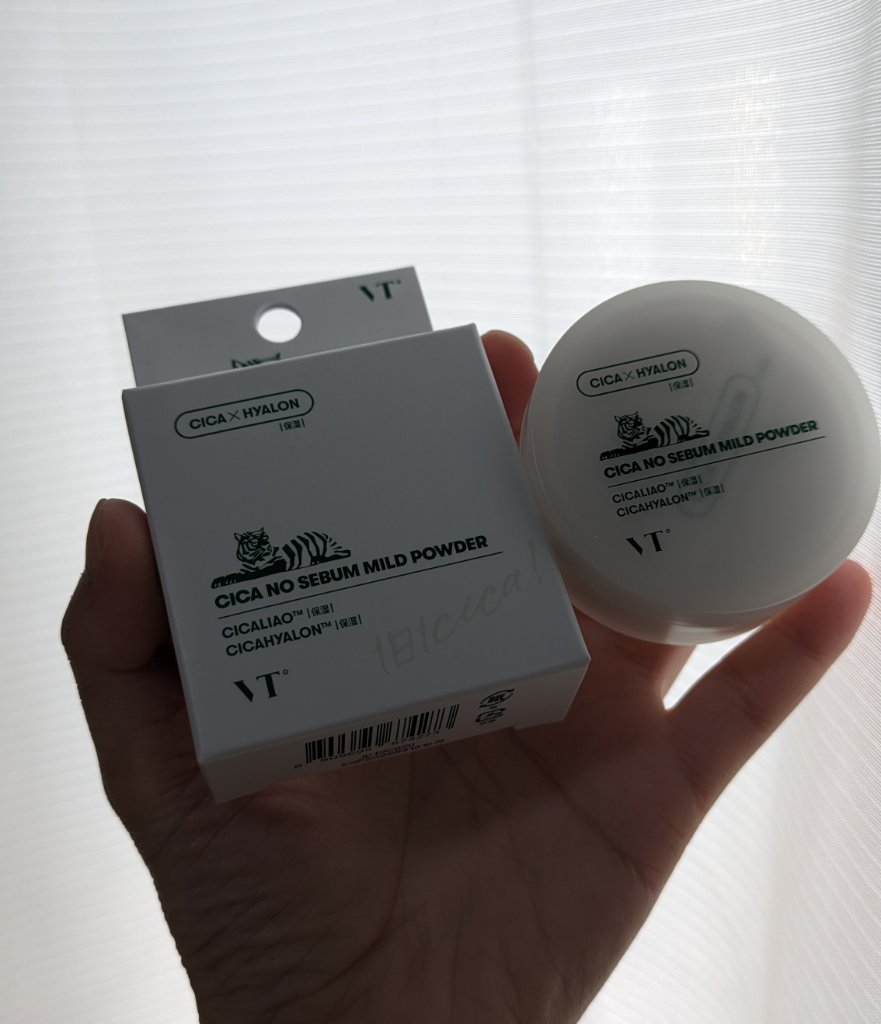 VT°
CICA×HYALON
|保湿|
CICA NO SEBUM MILD POWDER
CICALIAO™ |保湿|
CICAHYALON™ |保湿|
1日1cica!
VT°
CICA×HYALON
|保湿|
CICA NO SEBUM MILD POWDER
CICALIAO™ |保湿|
CICAHYALON™ |保湿|
VT°